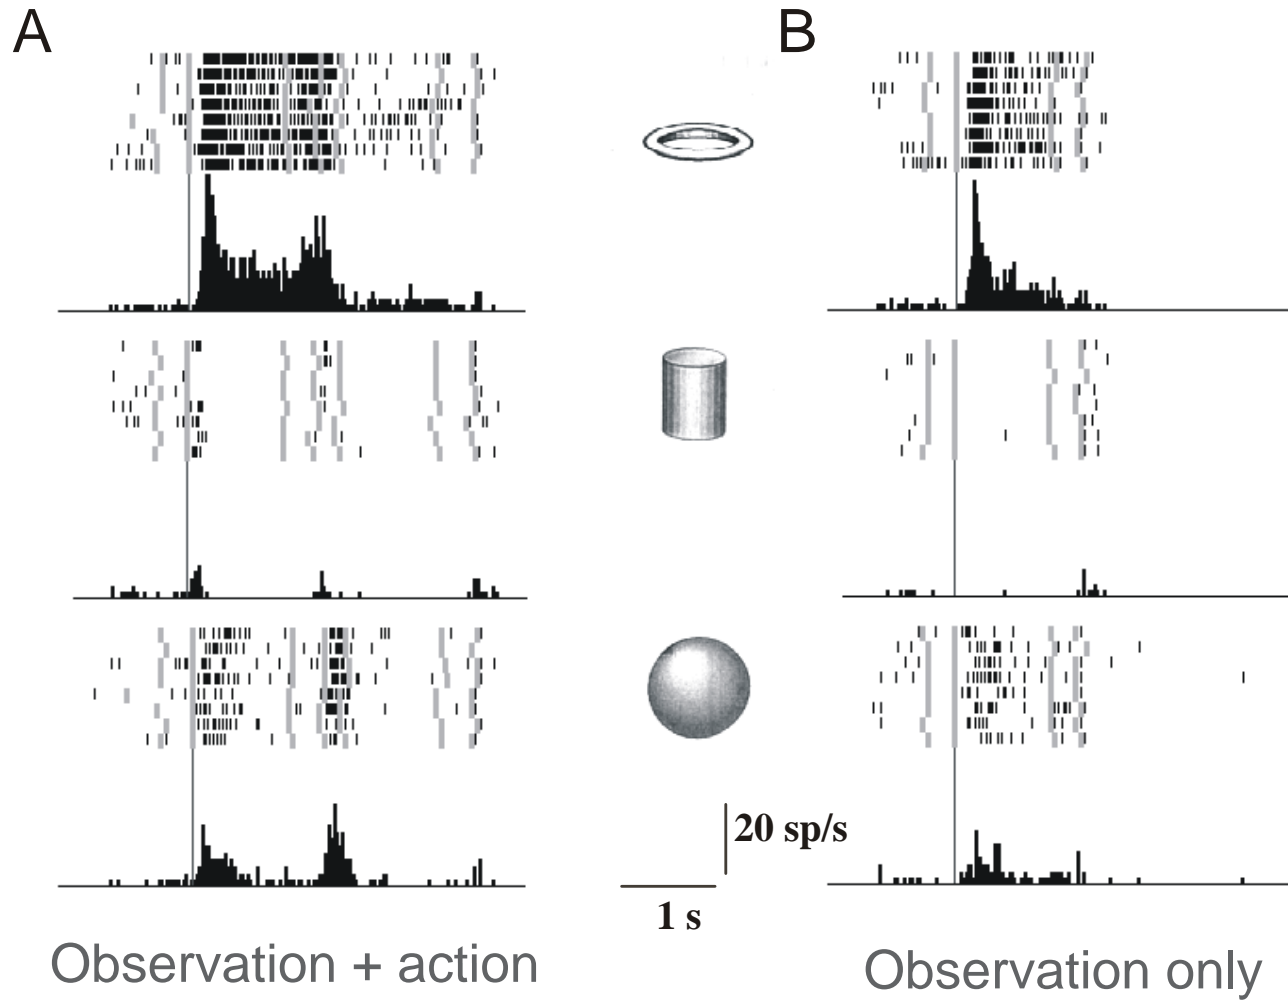 A
B
20 sp/s
1 s
Observation + action
Observation only